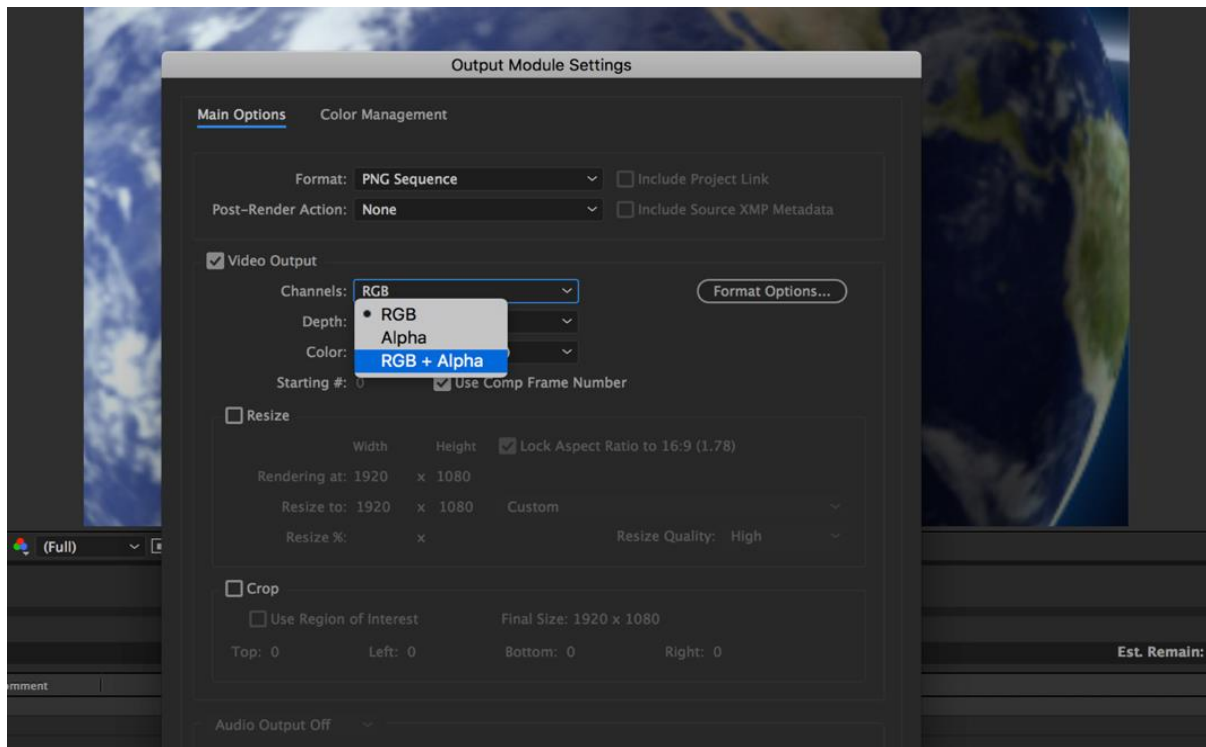 Output Module Settings
Main Options Color Management
Format: PNG Sequence Include Project Link
Post-Render Action: None Include Source XMP Metadata
Video Output
Channels: RGB Format Options...
Depth: RGB
Alpha
Color: RGB + Alpha
Starting #: 0 Use Comp Frame Number
Resize
Width Height Lock Aspect Ratio to 16:9 (1.78)
Rendering at: 1920 x 1080
Resize to: 1920 x 1080 Custom
(Full) Resize %: x Resize Quality: High
Crop
Use Region of Interest Final Size: 1920 x 1080
Top: 0 Left: 0 Bottom: 0 Right: 0
Est. Remain:
omment
Audio Output Off